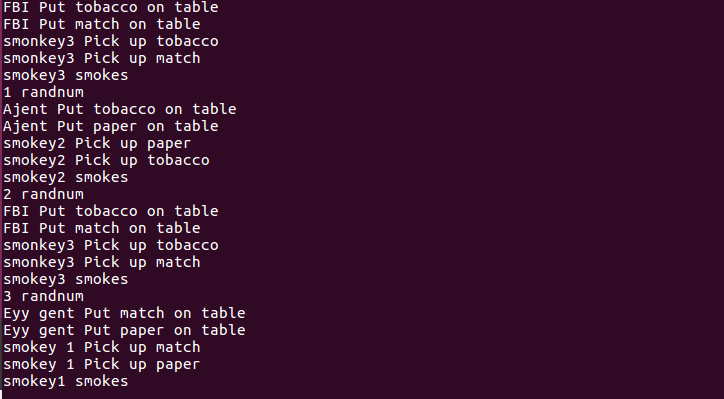 FBI Put tobacco on table
FBI Put match on table
smonkey3 Pick up tobacco
smonkey3 Pick up match
smokey3 smokes
1 randnum
Ajent Put tobacco on table
Ajent Put paper on table
smokey2 Pick up paper
smokey2 Pick up tobacco
smokey2 smokes
2 randnum
FBI Put tobacco on table
FBI Put match on table
smonkey3 Pick up tobacco
smonkey3 Pick up match
smokey3 smokes
3 randnum
Eyy gent Put match on table
Eyy gent Put paper on table
smokey 1 Pick up match
smokey 1 Pick up paper
smokey1 smokes